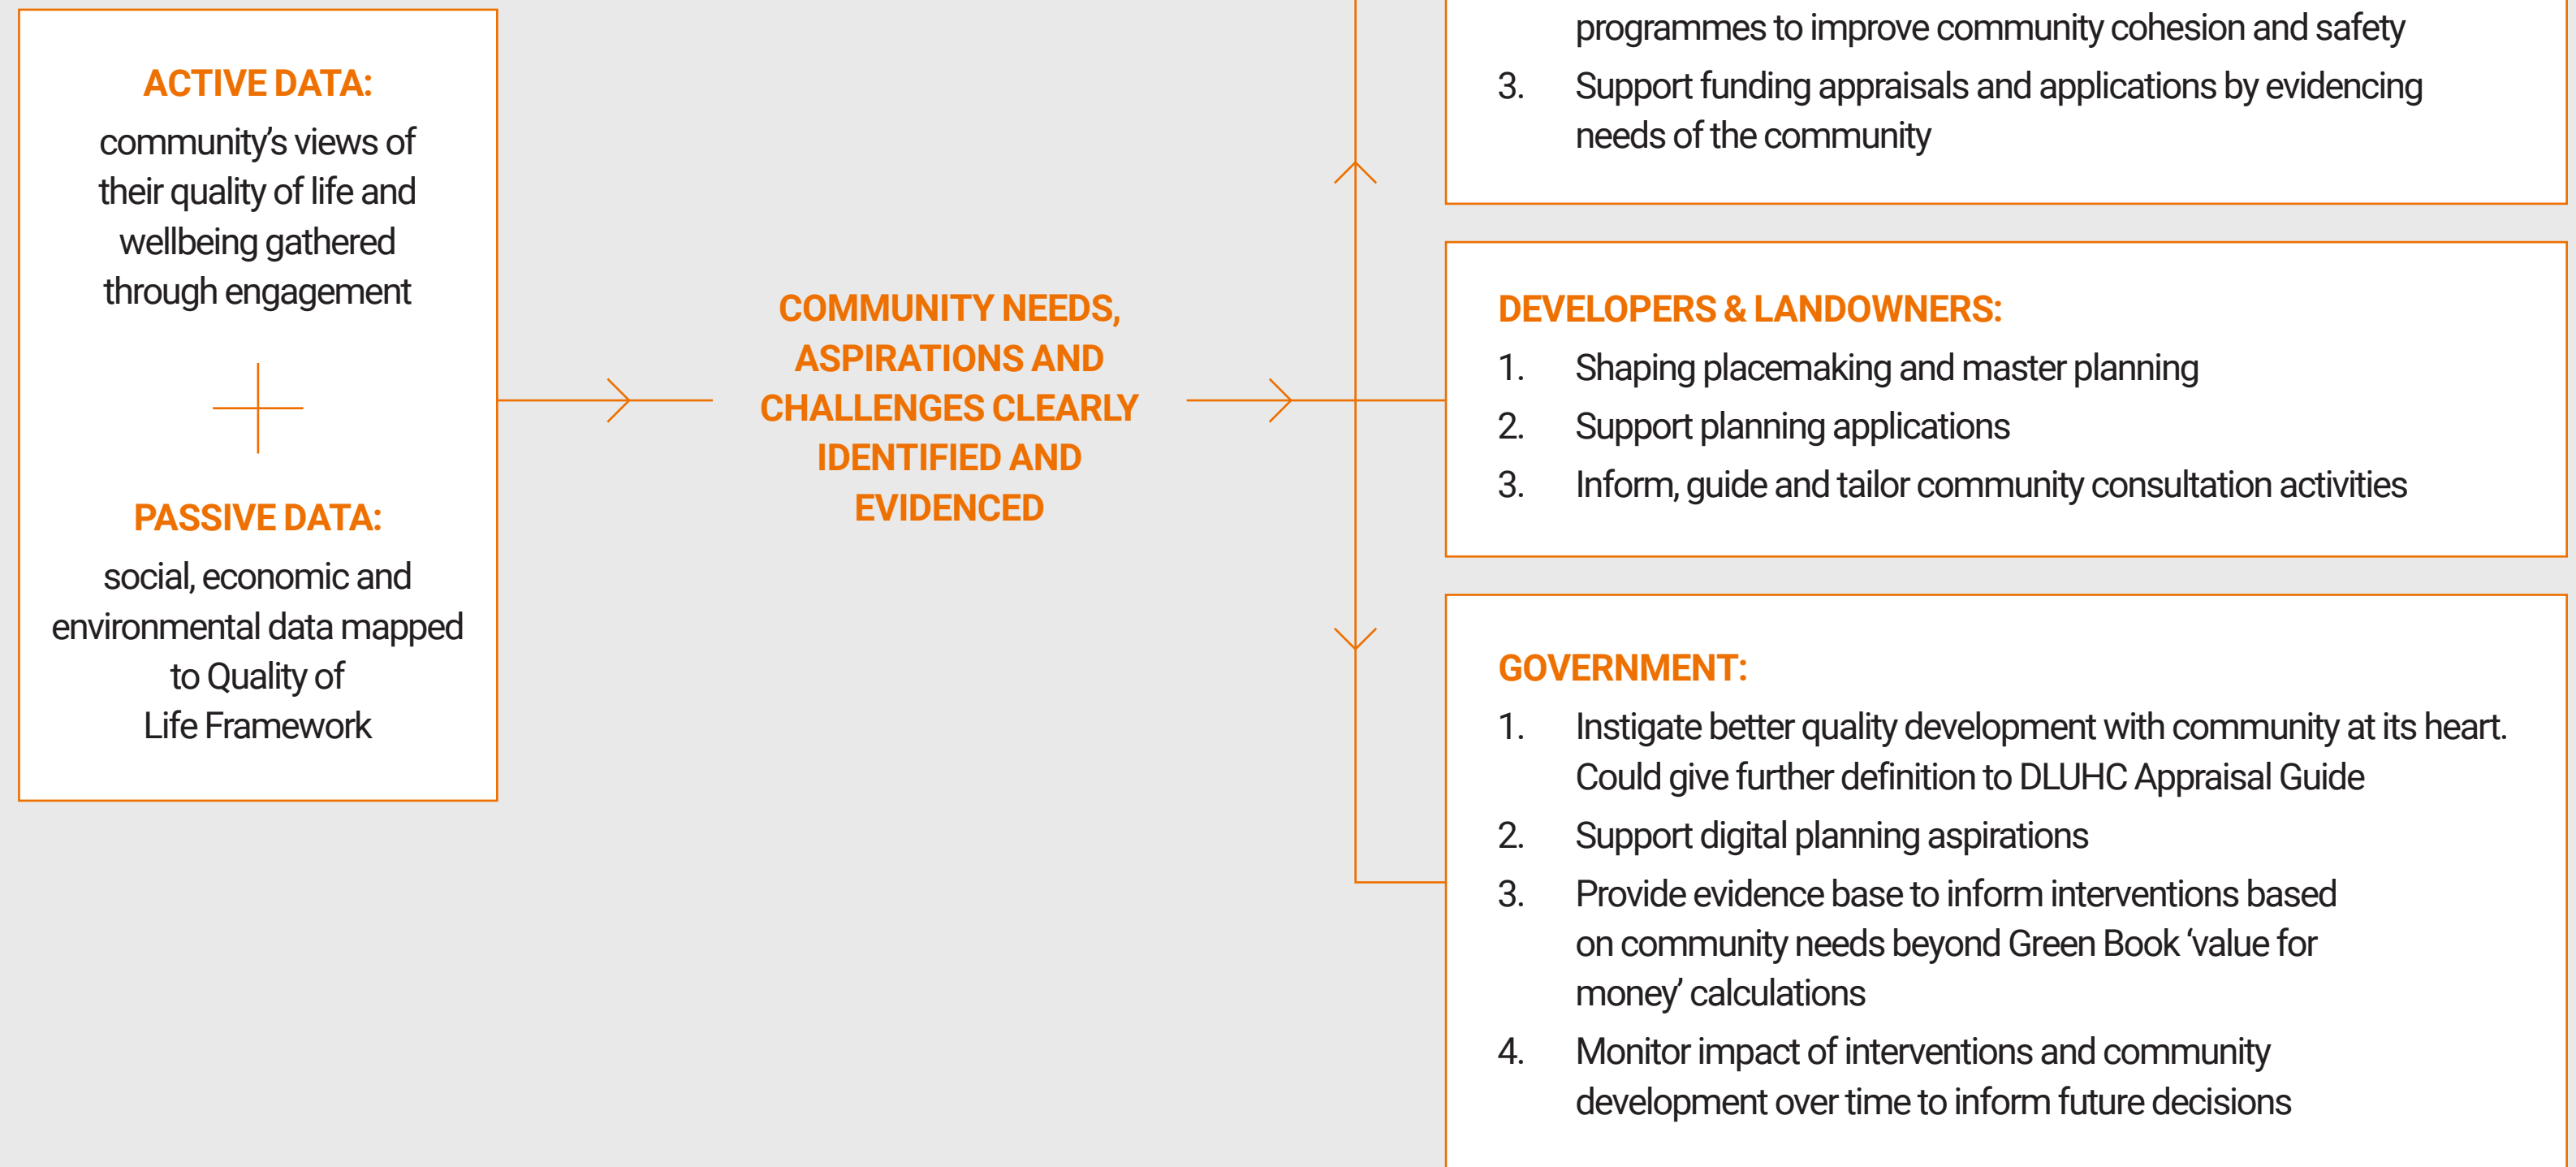 ACTIVE DATA:
community’s views of
their quality of life and
wellbeing gathered
through engagement
PASSIVE DATA:
social, economic and
environmental data mapped
to Quality of
Life Framework
COMMUNITY NEEDS,
ASPIRATIONS AND
CHALLENGES CLEARLY
IDENTIFIED AND
EVIDENCED
programmes to improve community cohesion and safety
3. Support funding appraisals and applications by evidencing
needs of the community
DEVELOPERS & LANDOWNERS:
1. Shaping placemaking and master planning
2. Support planning applications
3. Inform, guide and tailor community consultation activities
GOVERNMENT:
1. Instigate better quality development with community at its heart.
Could give further definition to DLUHC Appraisal Guide
2. Support digital planning aspirations
3. Provide evidence base to inform interventions based
on community needs beyond Green Book ‘value for
money’ calculations
4. Monitor impact of interventions and community
development over time to inform future decisions